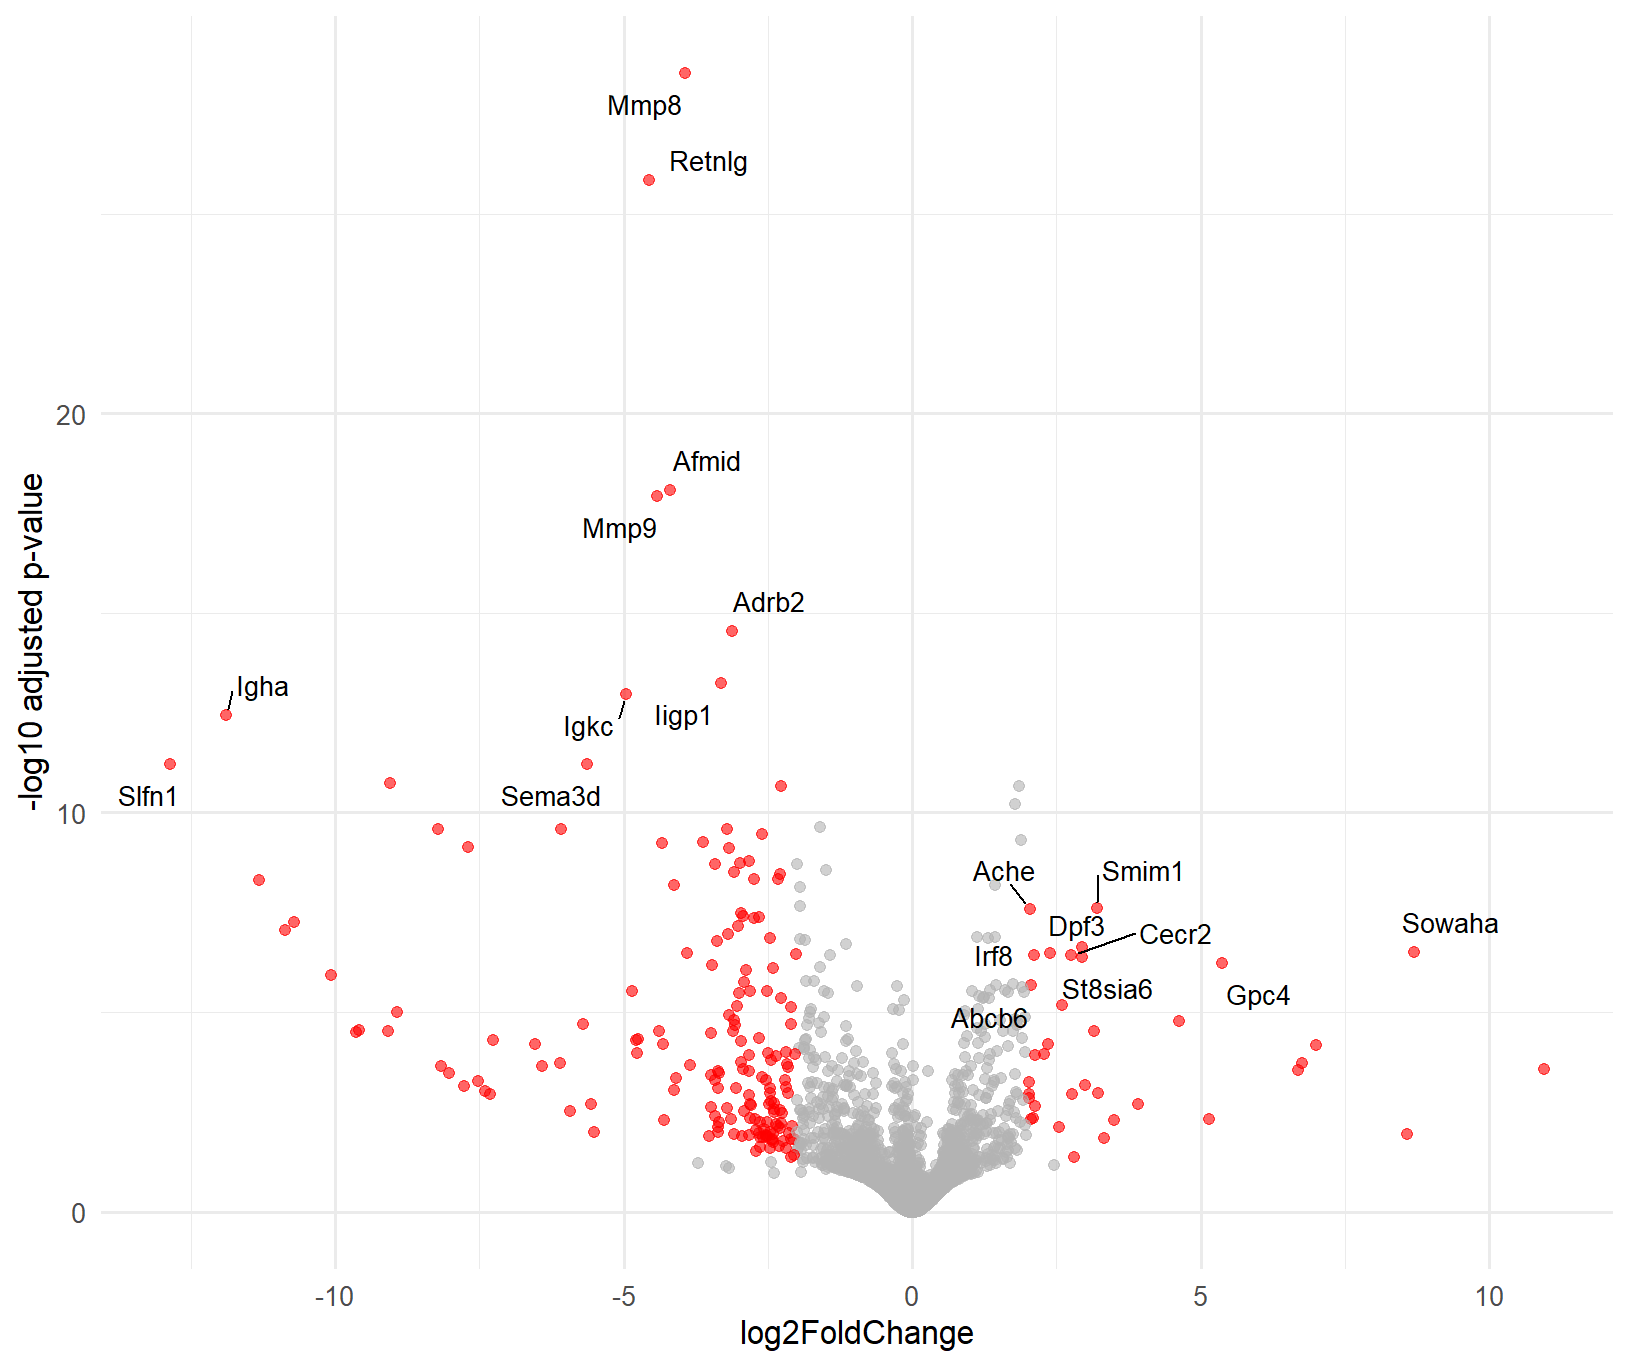 Mmp8
Retnlg
20
Afmid
Mmp9
Adrb2
Igha
Iigp1
Igkc
Slfn1
Sema3d
10
Ache
Smim1
Dpf3
Sowaha
Cecr2
Irf8
St8sia6
Gpc4
Abcb6
0
-10
-5
0
5
10
log2FoldChange
-log10 adjusted p-value